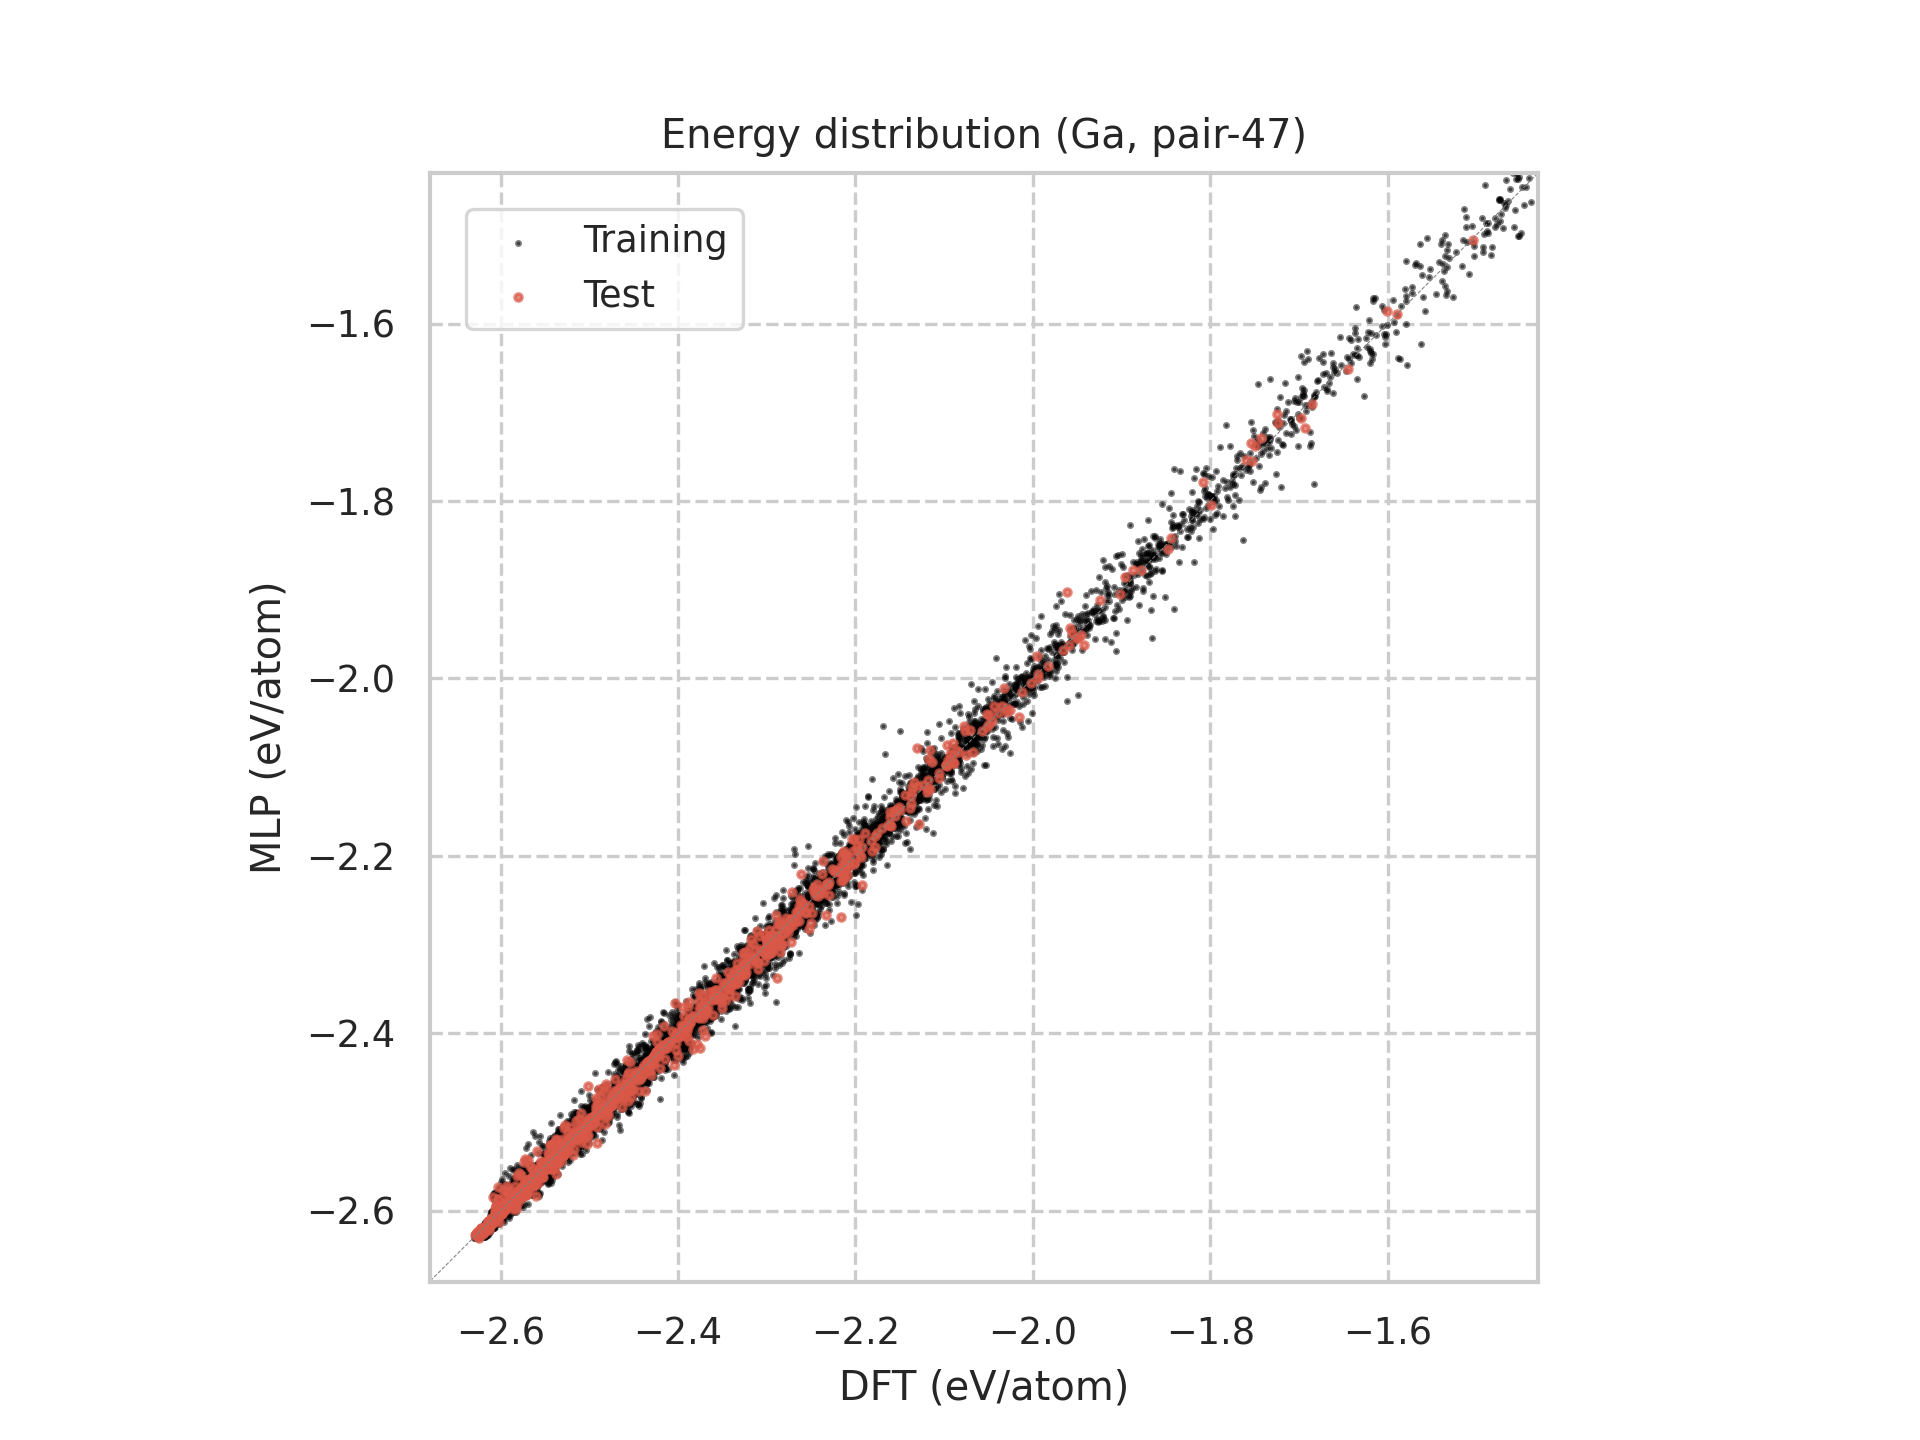 Energy distribution (Ga, pair-47)
Training
Test
MLP (eV/atom)
−1.6
−1.8
−2.0
−2.2
−2.4
−2.6
−2.6 −2.4 −2.2 −2.0 −1.8 −1.6
DFT (eV/atom)